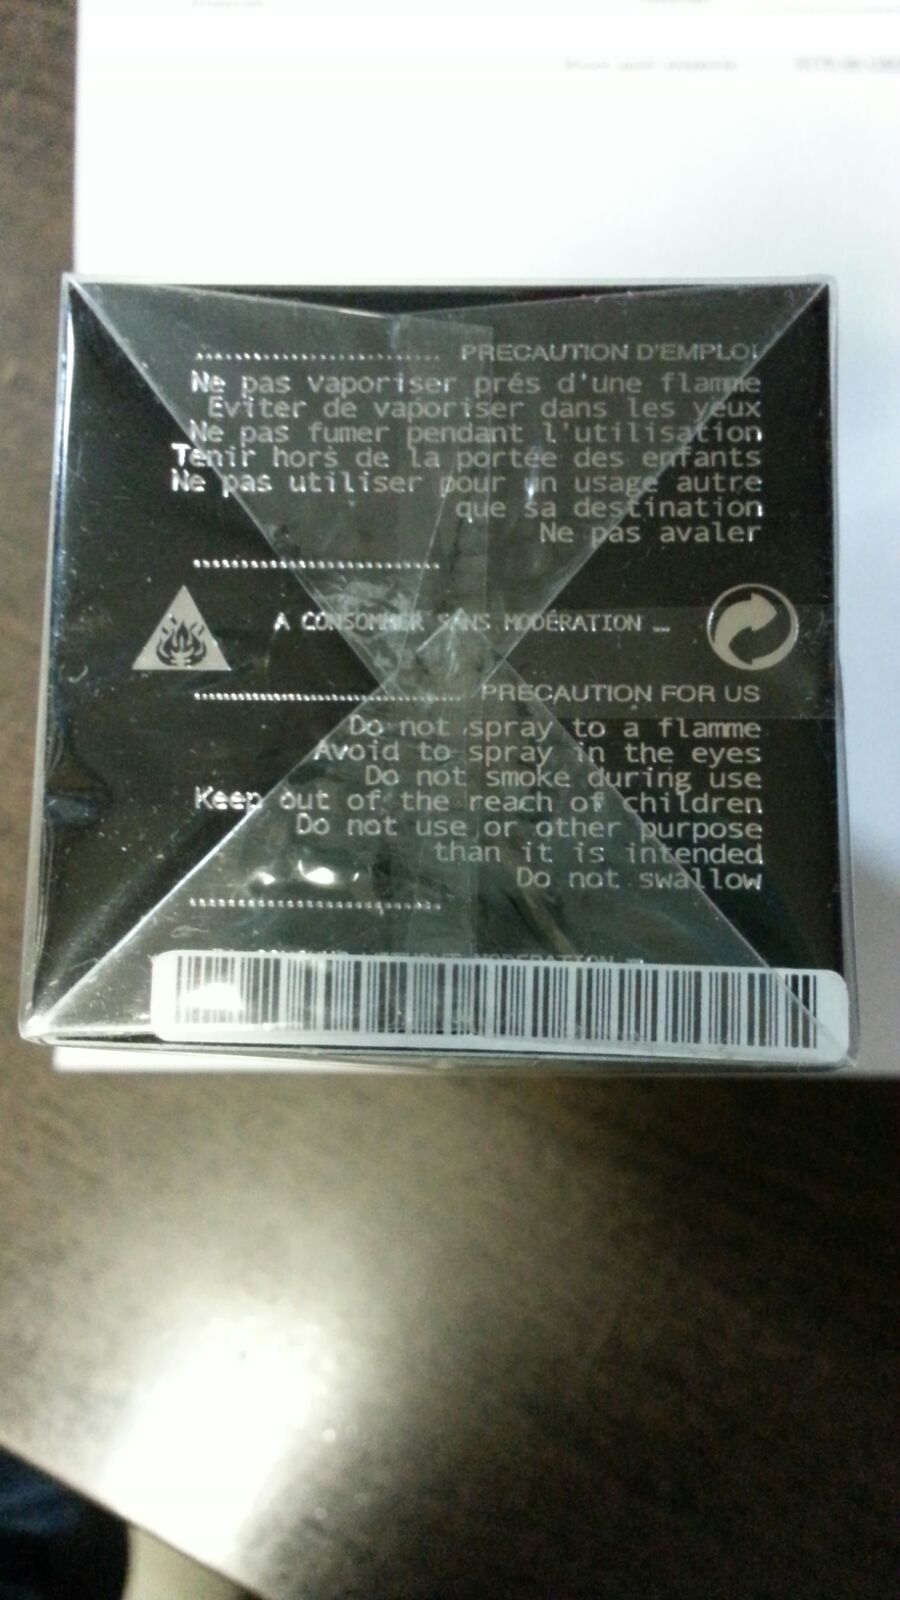 PRECAUTION D'EMPLOI
Ne pas vaporiser prés d'une flamme
Eviter de vaporiser dans les yeux
Ne pas fumer pendant l'utilisation
Tenir hors de la portée des enfants
Ne pas utiliser pour un usage autre
que sa destination
Ne pas avaler
A CONSOMMER SANS MODÉRATION ...
PRECAUTION FOR US
Do not spray to a flamme
Avoid to spray in the eyes
Do not smoke during use
Keep out of the reach of children
Do not use or other purpose
than it is intended
Do not swallow
WITHOUT MODERATION ...